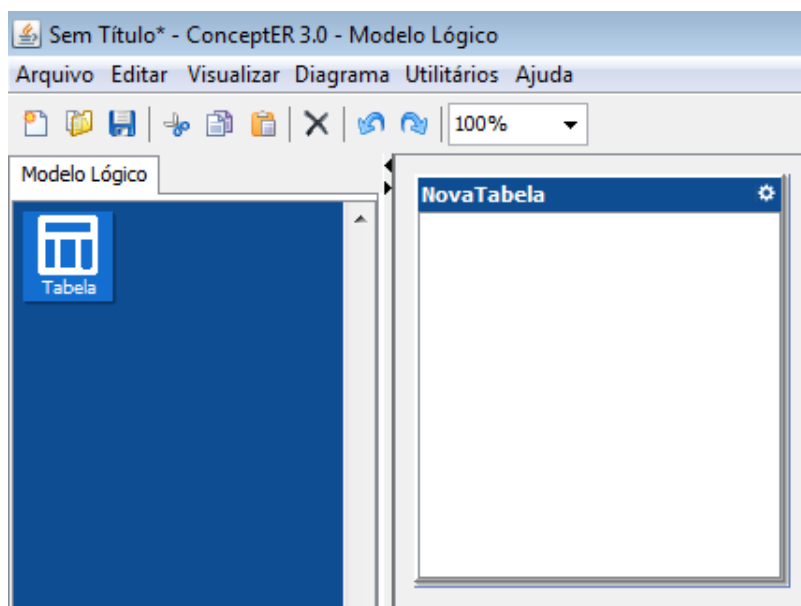 Sem Título* - ConceptER 3.0 - Modelo Lógico
Arquivo Editar Visualizar Diagrama Utilitários Ajuda
100%
Modelo Lógico
Tabela
NovaTabela